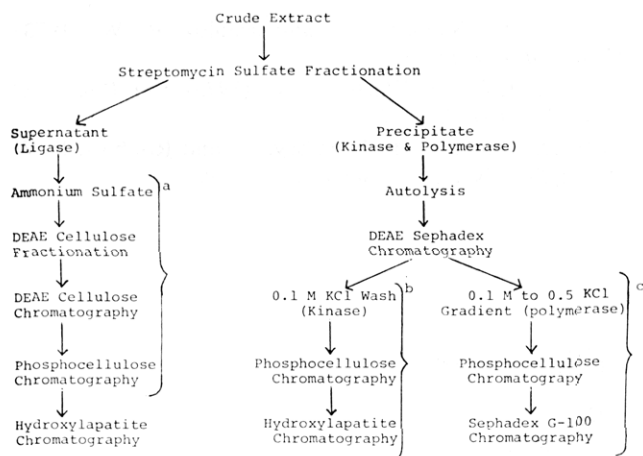 Crude Extract
Streptomycin Sulfate Fractionation
Supernatant
(Ligase)
Ammonium Sulfate
a
DEAE Cellulose
Fractionation
DEAE Cellulose
Chromatography
Phosphocellulose
Chromatography
Hydroxylapatite
Chromatography
Precipitate
(Kinase & Polymerase)
Autolysis
DEAE Sephadex
Chromatography
0.1 M KCl Wash
(Kinase)
b
Phosphocellulose
Chromatography
Hydroxylapatite
Chromatography
0.1 M to 0.5 KCl
Gradient (polymerase)
c
Phosphocellulose
Chromatograpy
Sephadex G-100
Chromatography